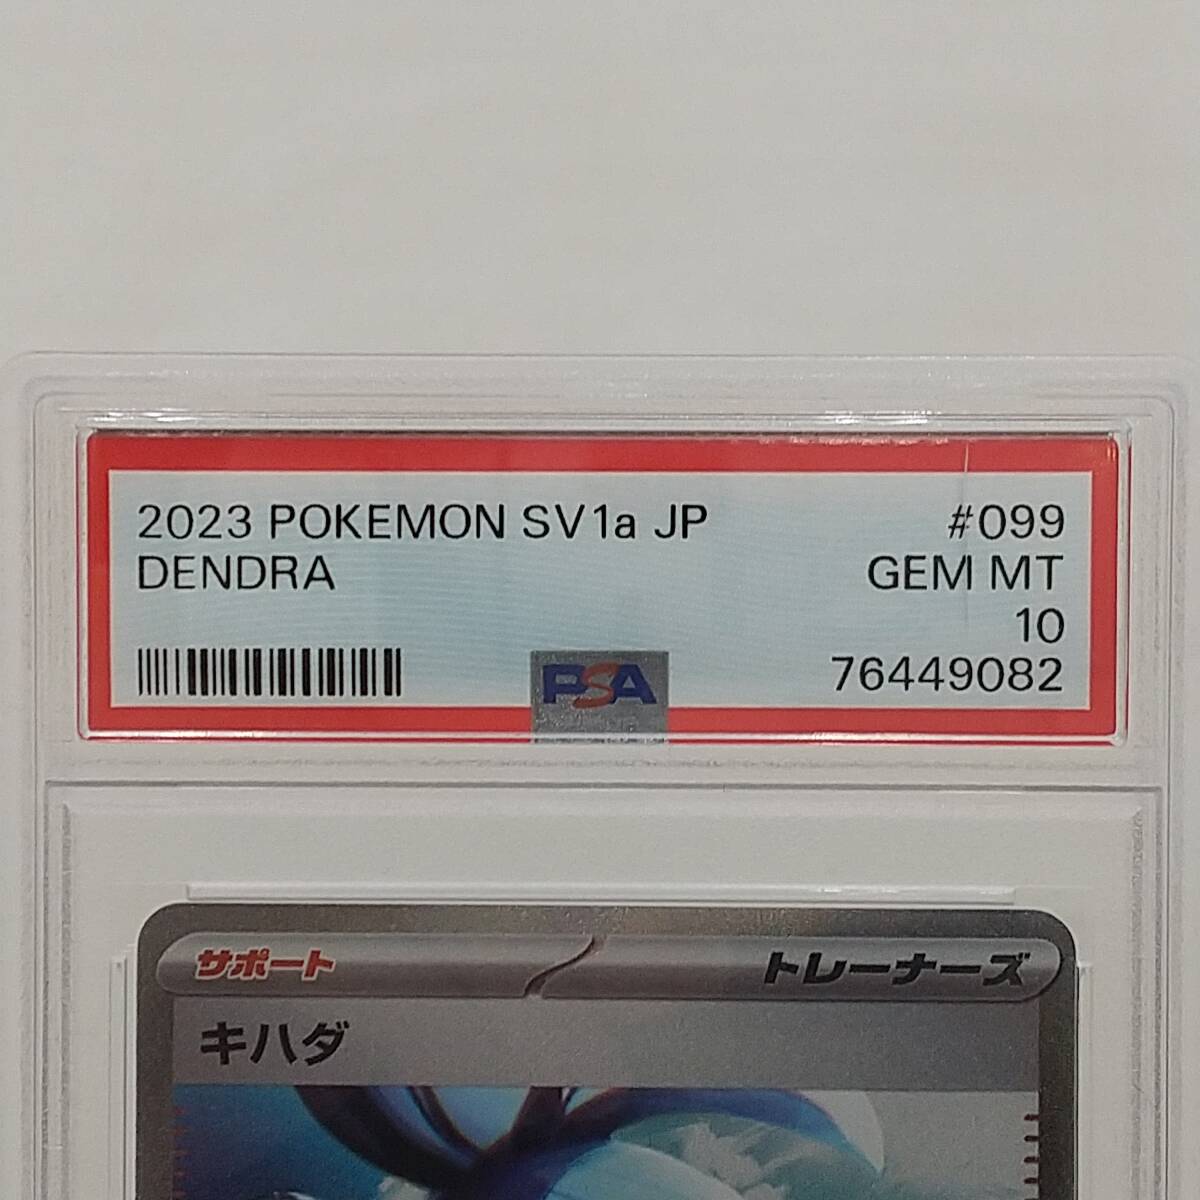 2023 POKEMON SV1a JP #099
DENDRA GEM MT
10
PSA 76449082
サポート トレーナーズ
キハダ